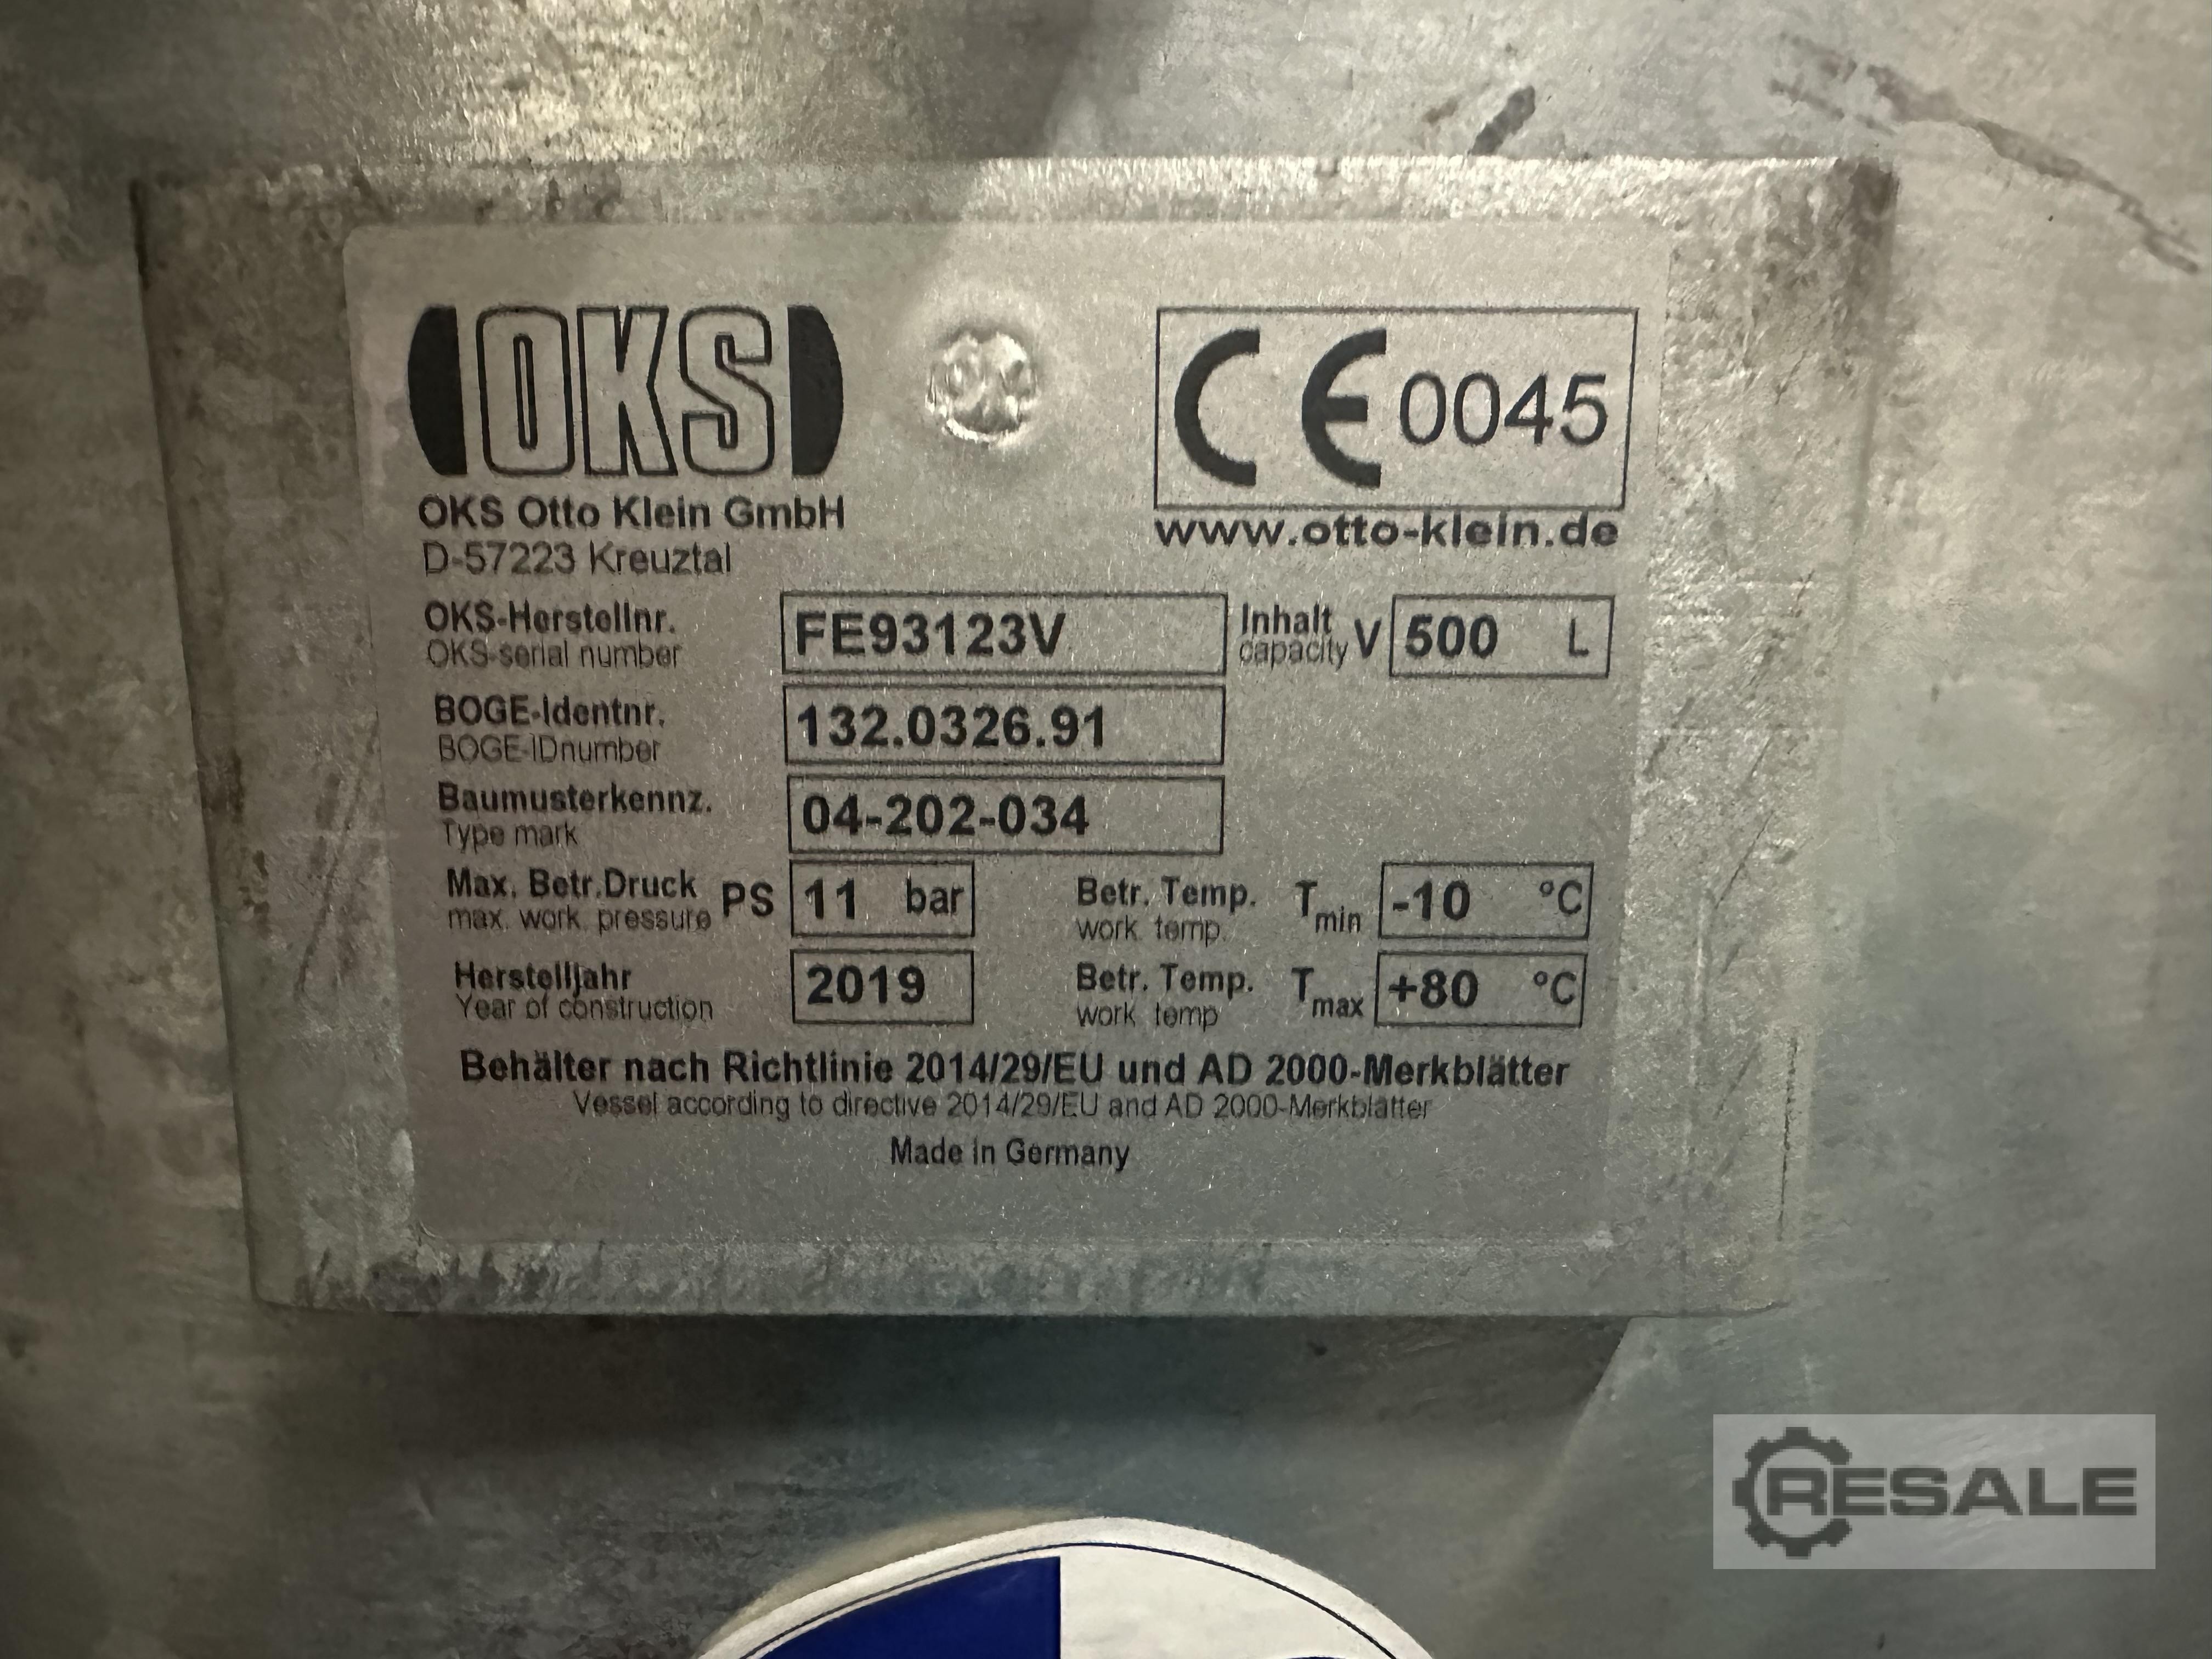 OKS
CE 0045
OKS Otto Klein GmbH
D-57223 Kreuztal
www.otto-klein.de
OKS-Herstellnr. FE93123V Inhalt V 500 L
OKS-serial number capacity
BOGE-Identnr. 132.0326.91
BOGE-IDnumber
Baumusterkennz. 04-202-034
Type mark
Max. Betr.Druck PS 11 bar Betr. Temp. Tmin -10 °C
max. work. pressure work. temp.
Herstelljahr 2019 Betr. Temp. Tmax +80 °C
Year of construction work. temp
Behälter nach Richtlinie 2014/29/EU und AD 2000-Merkblätter
Vessel according to directive 2014/29/EU and AD 2000-Merkblätter
Made in Germany
RESALE